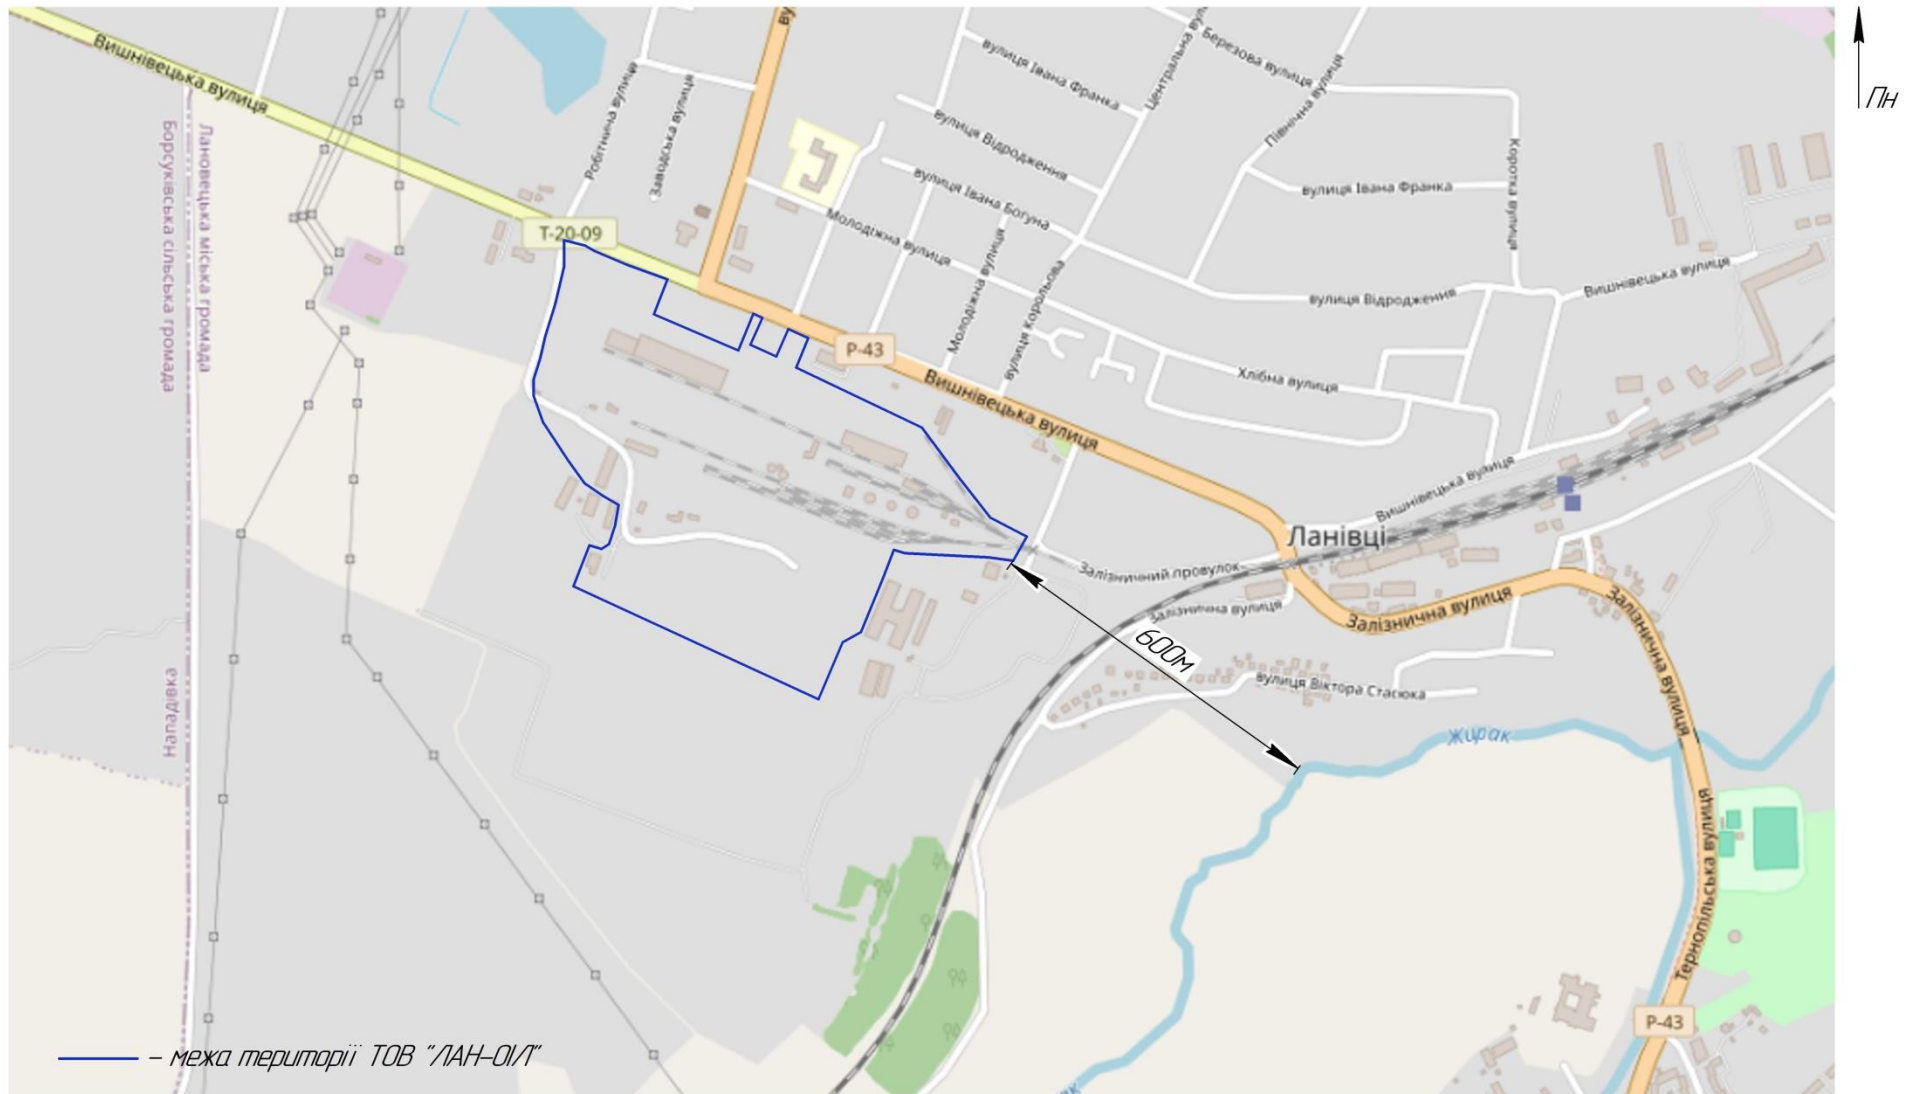 Вишнівецька вулиця
ву
Робітнича вулиця
Заводська вулиця
вулиця Івана Франка
Центральна вул
Березова вулиця
Північна вулиця
Пн
вулиця Відродження
вулиця Івана Богуна
Молодіжна вулиця
вулиця Івана Франка
Коротка вулиця
Лановецька міська громада
Борсуківська сільська громада
Т-20-09
Молодіжна вулиця
вулиця Корольова
вулиця Відродження
Вишнівецька вулиця
Р-43
Вишнівецька вулиця
Хлібна вулиця
Вишнівецька вулиця
Ланівці
Залізничний провулок
Залізнична вулиця
Залізнична вулиця
Залізнична вулиця
600м
вулиця Віктора Стасюка
Жирак
Нападівка
Тернопільська вулиця
Р-43
– межа території ТОВ "ЛАН-ОІЛ"